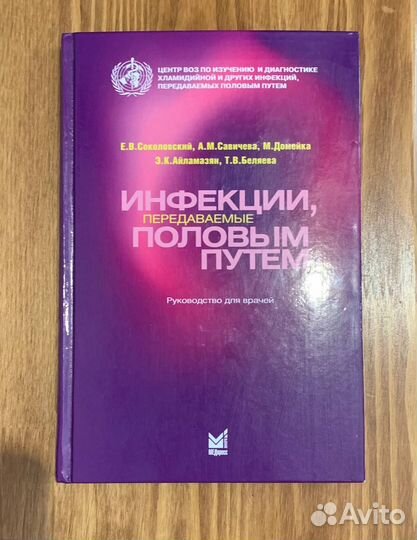 ЦЕНТР ВОЗ ПО ИЗУЧЕНИЮ И ДИАГНОСТИКЕ
ХЛАМИДИЙНОЙ И ДРУГИХ ИНФЕКЦИЙ,
ПЕРЕДАВАЕМЫХ ПОЛОВЫМ ПУТЕМ
Е.В.Соколовский, А.М.Савичева, М.Домейка
Э.К.Айламазян, Т.В.Беляева
ИНФЕКЦИИ,
ПЕРЕДАВАЕМЫЕ
ПОЛОВЫМ
ПУТЕМ
Руководство для врачей
МЕДпресс
Avito